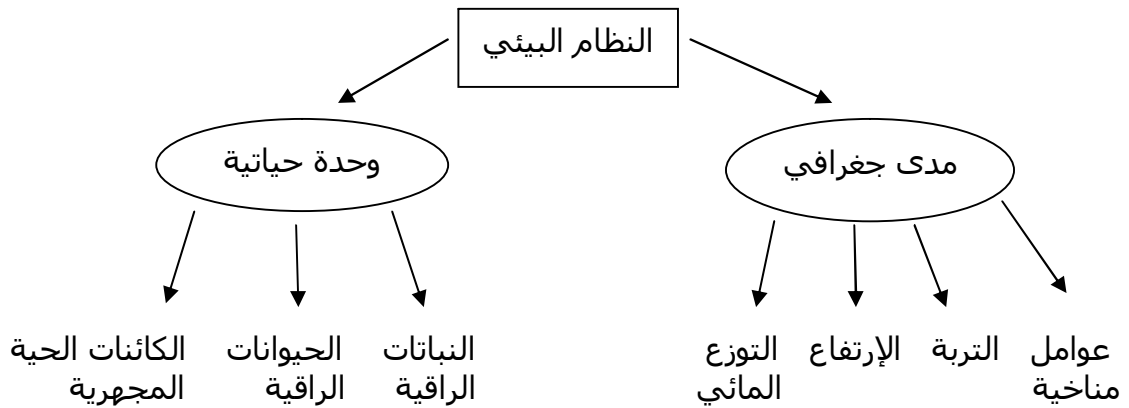 النظام البيئي
مدى جغرافي
وحدة حياتية
عوامل مناخية
التربة
الإرتفاع
التوزع المائي
النباتات الراقية
الحيوانات الراقية
الكائنات الحية المجهرية